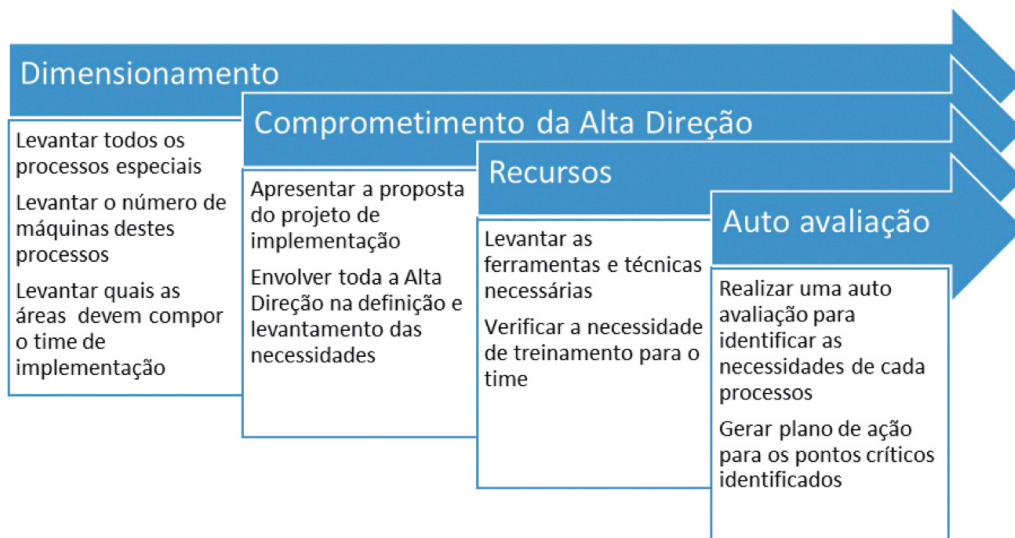 Dimensionamento
Levantar todos os
processos especiais
Levantar o número de
máquinas destes
processos
Levantar quais as
áreas devem compor
o time de
implementação
Comprometimento da Alta Direção
Apresentar a proposta
do projeto de
implementação
Envolver toda a Alta
Direção na definição e
levantamento das
necessidades
Recursos
Levantar as
ferramentas e técnicas
necessárias
Verificar a necessidade
de treinamento para o
time
Auto avaliação
Realizar uma auto
avaliação para
identificar as
necessidades de cada
processos
Gerar plano de ação
para os pontos críticos
identificados